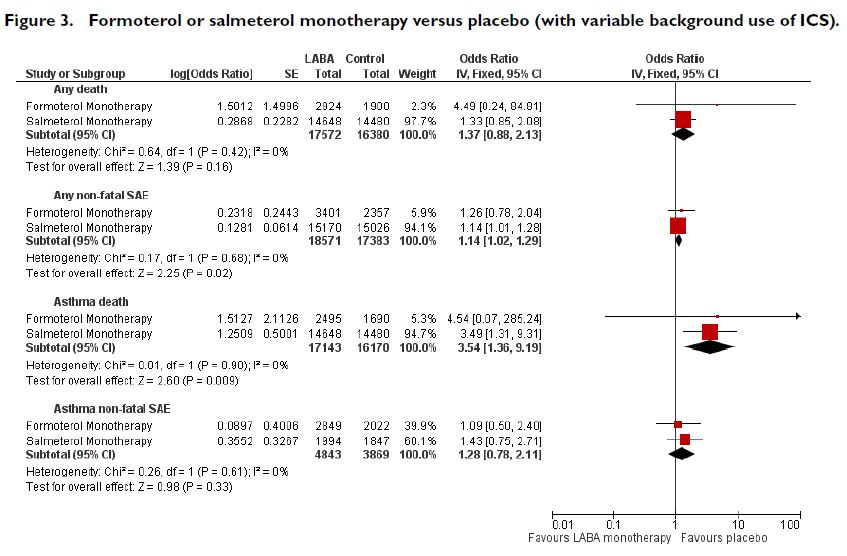 Figure 3. Formoterol or salmeterol monotherapy versus placebo (with variable background use of ICS).
LABA Control Odds Ratio Odds Ratio
Study or Subgroup log[Odds Ratio] SE Total Total Weight IV, Fixed, 95% CI IV, Fixed, 95% CI
Any death
Formoterol Monotherapy 1.5012 1.4996 2924 1900 2.3% 4.49 [0.24, 84.81]
Salmeterol Monotherapy 0.2868 0.2282 14648 14480 97.7% 1.33 [0.85, 2.08]
Subtotal (95% CI) 17572 16380 100.0% 1.37 [0.88, 2.13]
Heterogeneity: Chi² = 0.64, df = 1 (P = 0.42); I² = 0%
Test for overall effect: Z = 1.39 (P = 0.16)
Any non-fatal SAE
Formoterol Monotherapy 0.2318 0.2443 3401 2357 5.9% 1.26 [0.78, 2.04]
Salmeterol Monotherapy 0.1281 0.0614 15170 15026 94.1% 1.14 [1.01, 1.28]
Subtotal (95% CI) 18571 17383 100.0% 1.14 [1.02, 1.29]
Heterogeneity: Chi² = 0.17, df = 1 (P = 0.68); I² = 0%
Test for overall effect: Z = 2.25 (P = 0.02)
Asthma death
Formoterol Monotherapy 1.5127 2.1126 2495 1690 5.3% 4.54 [0.07, 285.24]
Salmeterol Monotherapy 1.2509 0.5001 14648 14480 94.7% 3.49 [1.31, 9.31]
Subtotal (95% CI) 17143 16170 100.0% 3.54 [1.36, 9.19]
Heterogeneity: Chi² = 0.01, df = 1 (P = 0.90); I² = 0%
Test for overall effect: Z = 2.60 (P = 0.009)
Asthma non-fatal SAE
Formoterol Monotherapy 0.0897 0.4006 2849 2022 39.9% 1.09 [0.50, 2.40]
Salmeterol Monotherapy 0.3552 0.3267 1994 1847 60.1% 1.43 [0.75, 2.71]
Subtotal (95% CI) 4843 3869 100.0% 1.28 [0.78, 2.11]
Heterogeneity: Chi² = 0.26, df = 1 (P = 0.61); I² = 0%
Test for overall effect: Z = 0.98 (P = 0.33)
0.01 0.1 1 10 100
Favours LABA monotherapy Favours placebo